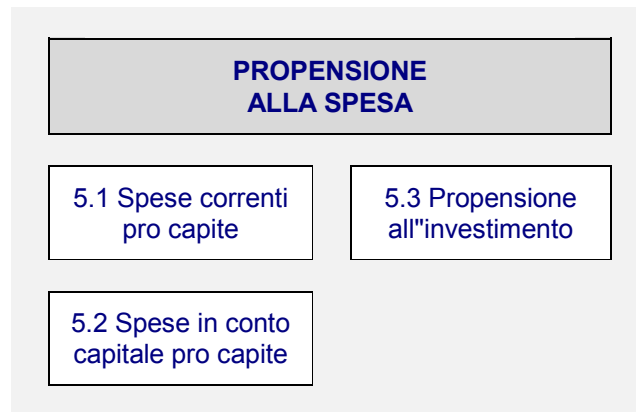 PROPENSIONE
ALLA SPESA
5.1 Spese correnti
pro capite
5.3 Propensione
all"investimento
5.2 Spese in conto
capitale pro capite